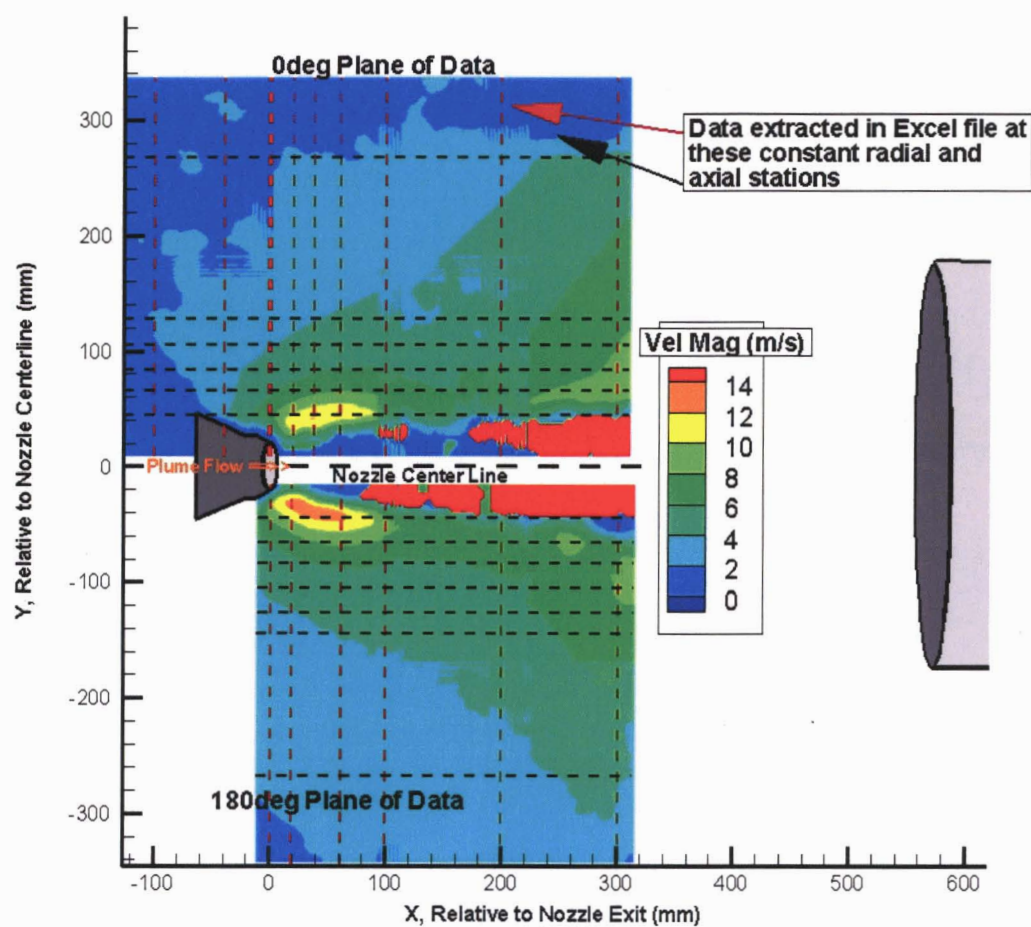 0deg Plane of Data
Data extracted in Excel file at
these constant radial and
axial stations
Y, Relative to Nozzle Centerline (mm)
300
200
100
0
-100
-200
-300
Vel Mag (m/s)
14
12
10
8
6
4
2
0
Plume Flow ==>
Nozzle Center Line
180deg Plane of Data
-100
0
100
200
300
400
500
600
X, Relative to Nozzle Exit (mm)